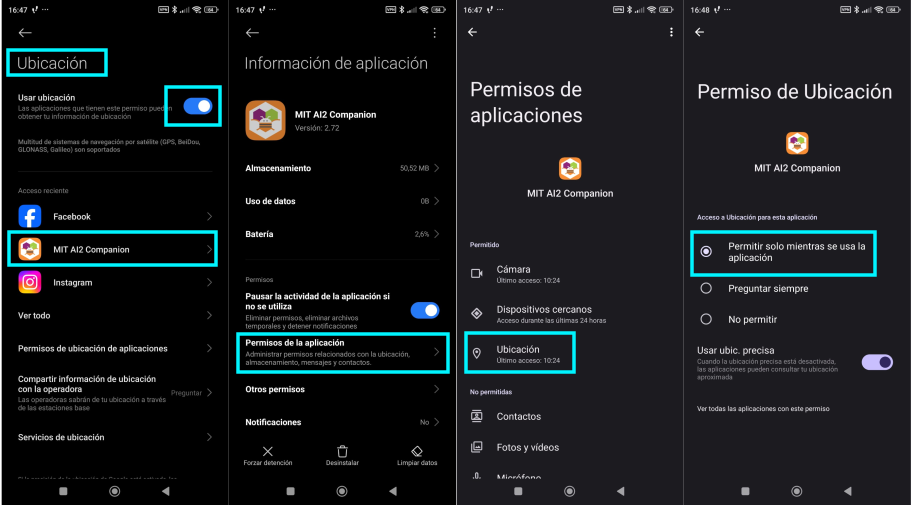 16:47
Ubicación
Usar ubicación
Las aplicaciones que tienen este permiso pueden
obtener tu información de ubicación
Multitud de sistemas de navegación por satélite (GPS, BeiDou,
GLONASS, Galileo) son soportados
Acceso reciente
Facebook
MIT AI2 Companion
Instagram
Ver todo
Permisos de ubicación de aplicaciones
Compartir información de ubicación
con la operadora
Las operadoras sabrán de tu ubicación a través
de las estaciones base
Preguntar
Servicios de ubicación
16:47
Información de aplicación
MIT AI2 Companion
Versión: 2.72
Almacenamiento 50,52 MB
Uso de datos 0B
Batería 2,6%
Permisos
Pausar la actividad de la aplicación si
no se utiliza
Eliminar permisos, eliminar archivos
temporales y detener notificaciones
Permisos de la aplicación
Administrar permisos relacionados con la ubicación,
almacenamiento, mensajes y contactos.
Otros permisos
Notificaciones No
Forzar detención
Desinstalar
Limpiar datos
16:47
Permisos de
aplicaciones
MIT AI2 Companion
Permitido
Cámara
Último acceso: 10:24
Dispositivos cercanos
Acceso durante las últimas 24 horas
Ubicación
Último acceso: 10:24
No permitidas
Contactos
Fotos y vídeos
Micrófono
16:48
Permiso de Ubicación
MIT AI2 Companion
Acceso a Ubicación para esta aplicación
Permitir solo mientras se usa la
aplicación
Preguntar siempre
No permitir
Usar ubic. precisa
Cuando la ubicación precisa está desactivada,
las aplicaciones pueden consultar tu ubicación
aproximada
Ver todas las aplicaciones con este permiso